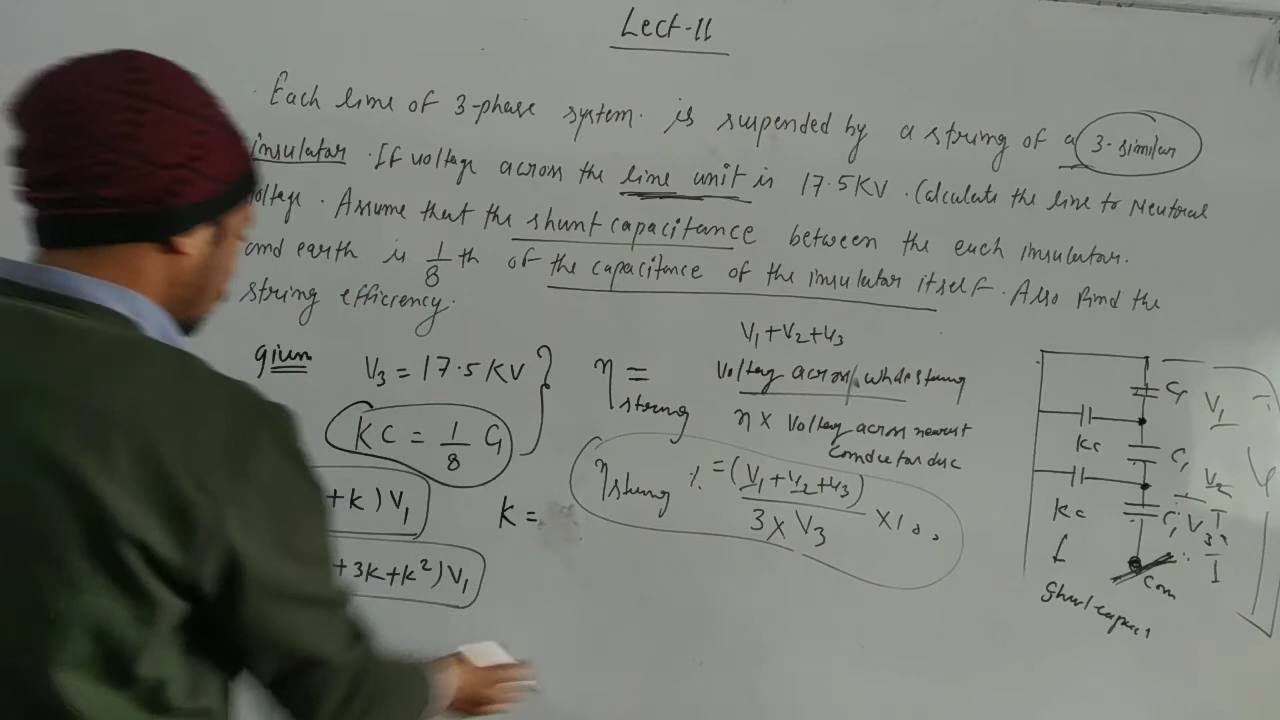 Lect-11
Each line of 3-phase system. is suspended by a string of a 3-similar
insulator. If voltage across the line unit is 17.5KV. Calculate the line to Neutral
voltage. Assume that the shunt capacitance between the each insulator.
and earth is 1/8 th of the capacitance of the insulator itself. Also Find the
string efficiency.
given V3 = 17.5 KV
KC = 1/8 C1
+k)V1
+3k+k²)V1
K =
V1+V2+V3
η string = voltage across whole string
n x voltage across nearest
conductor disc
η string % = (V1+V2+V3) / 3 x V3 x 100
C1 V1
Kc C1 V2
Kc C1 V3
V
Com
Shunt capaci